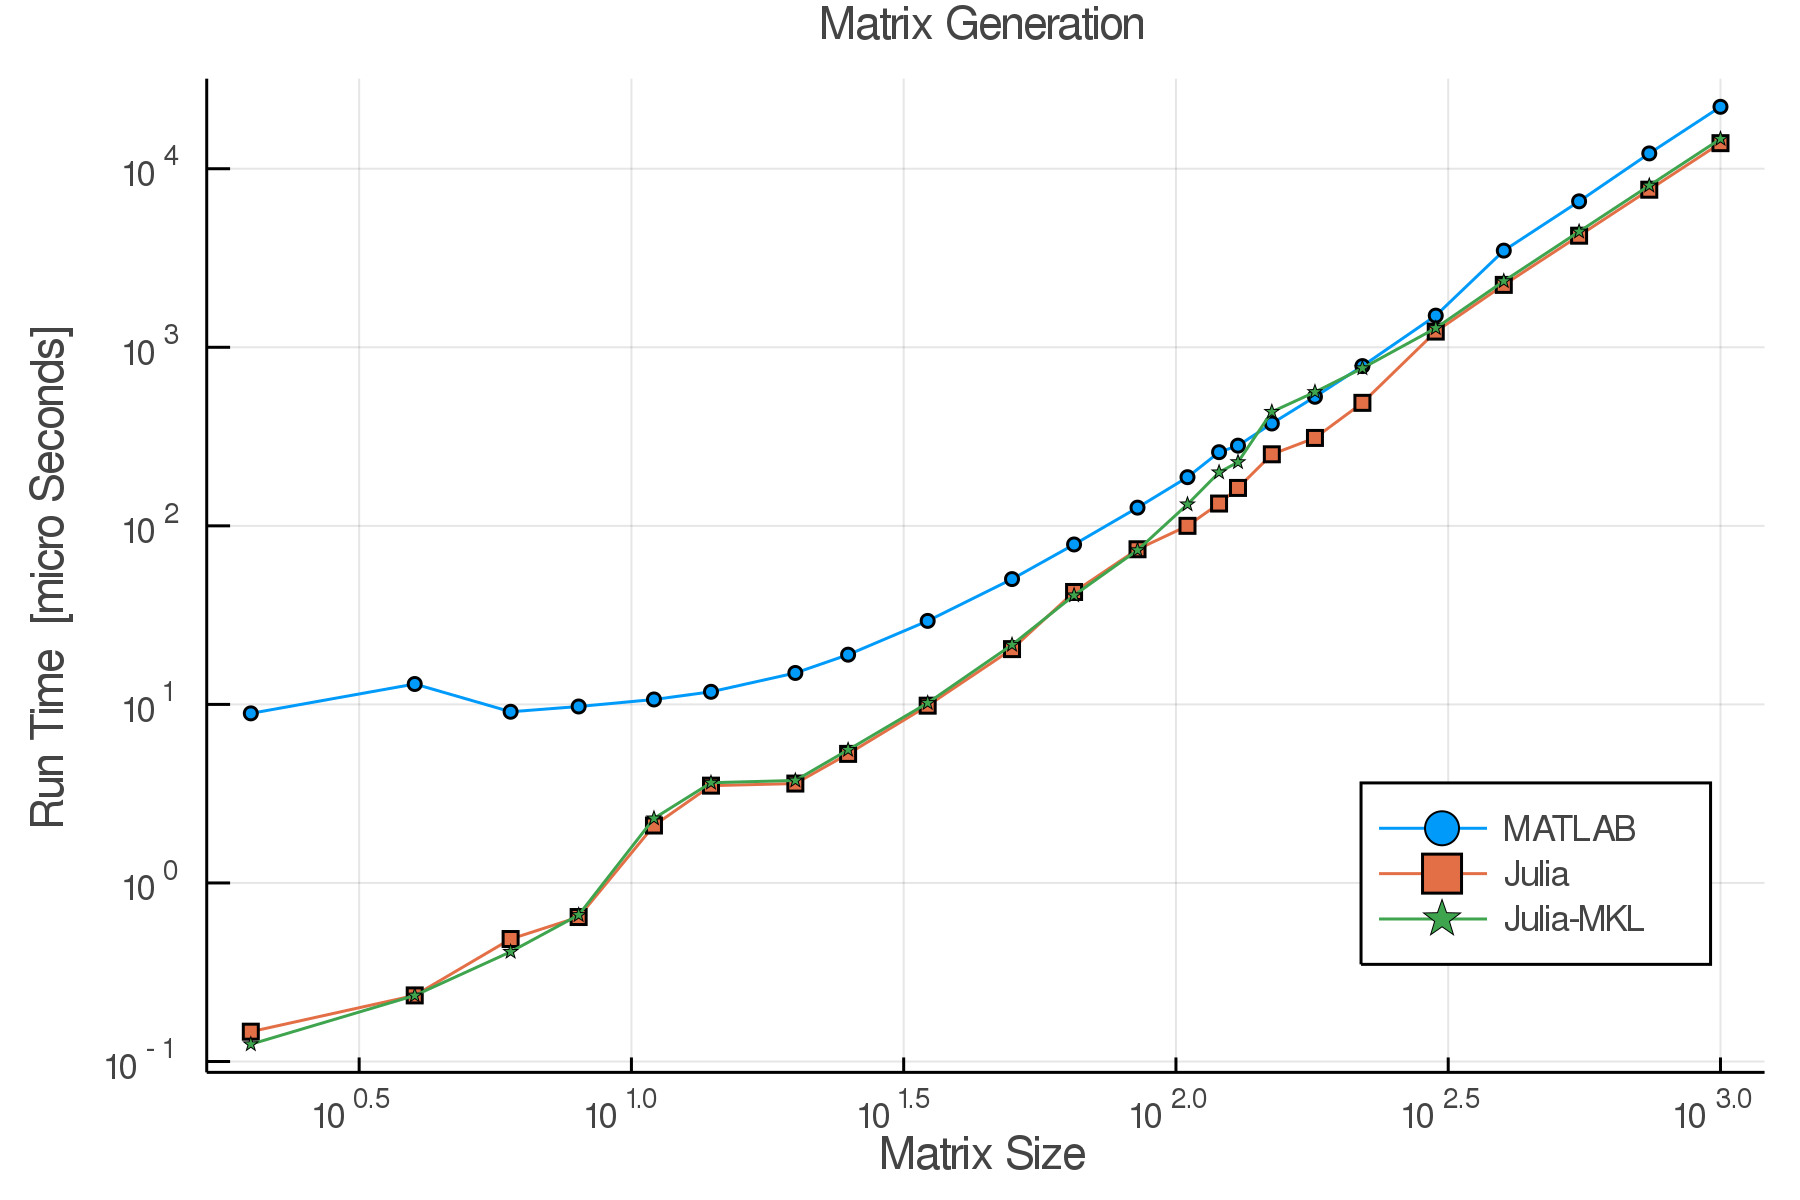 Matrix Generation
Run Time [micro Seconds]
10^4
10^3
10^2
10^1
10^0
10^-1
MATLAB
Julia
Julia-MKL
10^0.5 10^1.0 10^1.5 10^2.0 10^2.5 10^3.0
Matrix Size